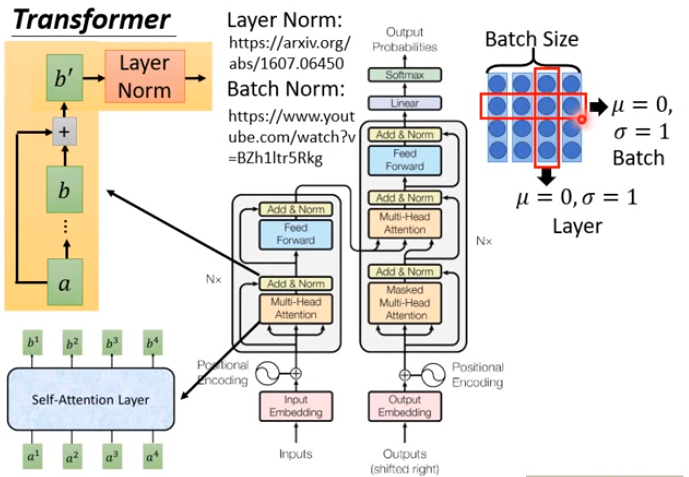 Transformer
b′
Layer
Norm
+
b
⋮
a
b¹ b² b³ b⁴
Self-Attention Layer
a¹ a² a³ a⁴
Layer Norm:
https://arxiv.org/
abs/1607.06450
Batch Norm:
https://www.yout
ube.com/watch?v
=BZh1ltr5Rkg
Output
Probabilities
Softmax
Linear
Add & Norm
Feed
Forward
Add & Norm
Multi-Head
Attention
Add & Norm
Masked
Multi-Head
Attention
N×
Positional
Encoding
Output
Embedding
Outputs
(shifted right)
Add & Norm
Feed
Forward
Add & Norm
Multi-Head
Attention
N×
Positional
Encoding
Input
Embedding
Inputs
Batch Size
μ = 0,
σ = 1
Batch
μ = 0, σ = 1
Layer